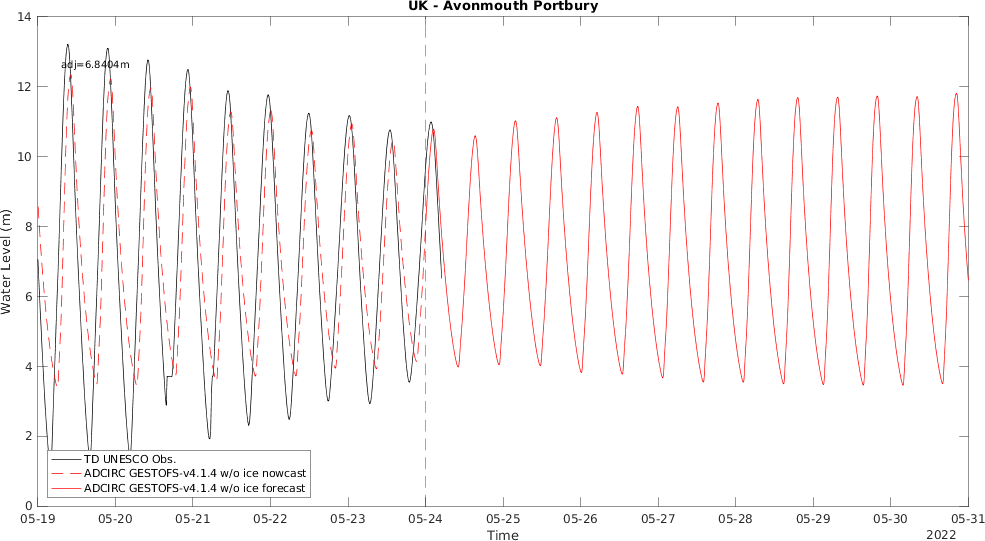 UK - Avonmouth Portbury
14
12
10
8
6
4
2
0
Water Level (m)
adj=6.8404m
TD UNESCO Obs.
ADCIRC GESTOFS-v4.1.4 w/o ice nowcast
ADCIRC GESTOFS-v4.1.4 w/o ice forecast
05-19 05-20 05-21 05-22 05-23 05-24 05-25 05-26 05-27 05-28 05-29 05-30 05-31
Time
2022